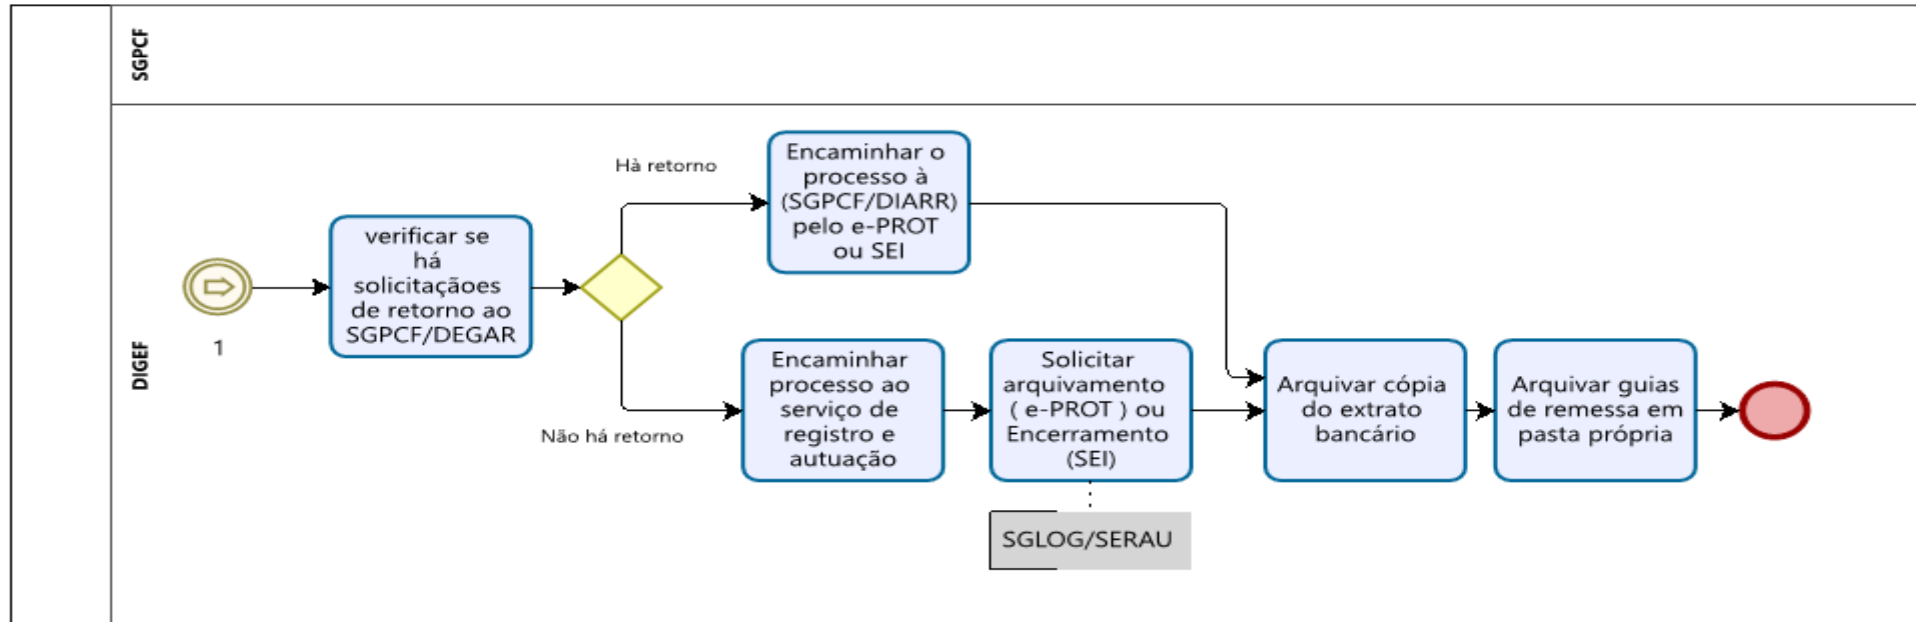 SGPCF
DIGEF
1
verificar se
há
solicitaçãoes
de retorno ao
SGPCF/DEGAR
Hà retorno
Não há retorno
Encaminhar o
processo à
(SGPCF/DIARR)
pelo e-PROT
ou SEI
Encaminhar
processo ao
serviço de
registro e
autuação
Solicitar
arquivamento
( e-PROT ) ou
Encerramento
(SEI)
SGLOG/SERAU
Arquivar cópia
do extrato
bancário
Arquivar guias
de remessa em
pasta própria